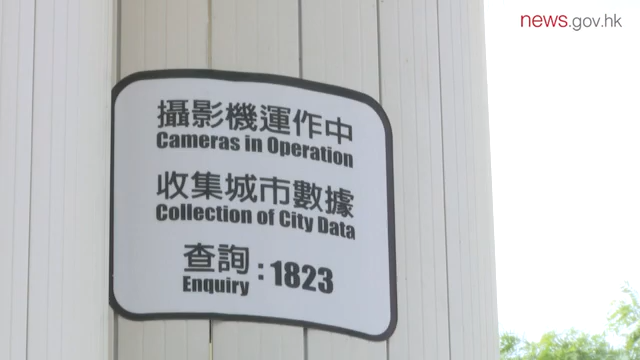 news.gov.hk
攝影機運作中
Cameras in Operation
收集城市數據
Collection of City Data
查詢 : 1823
Enquiry